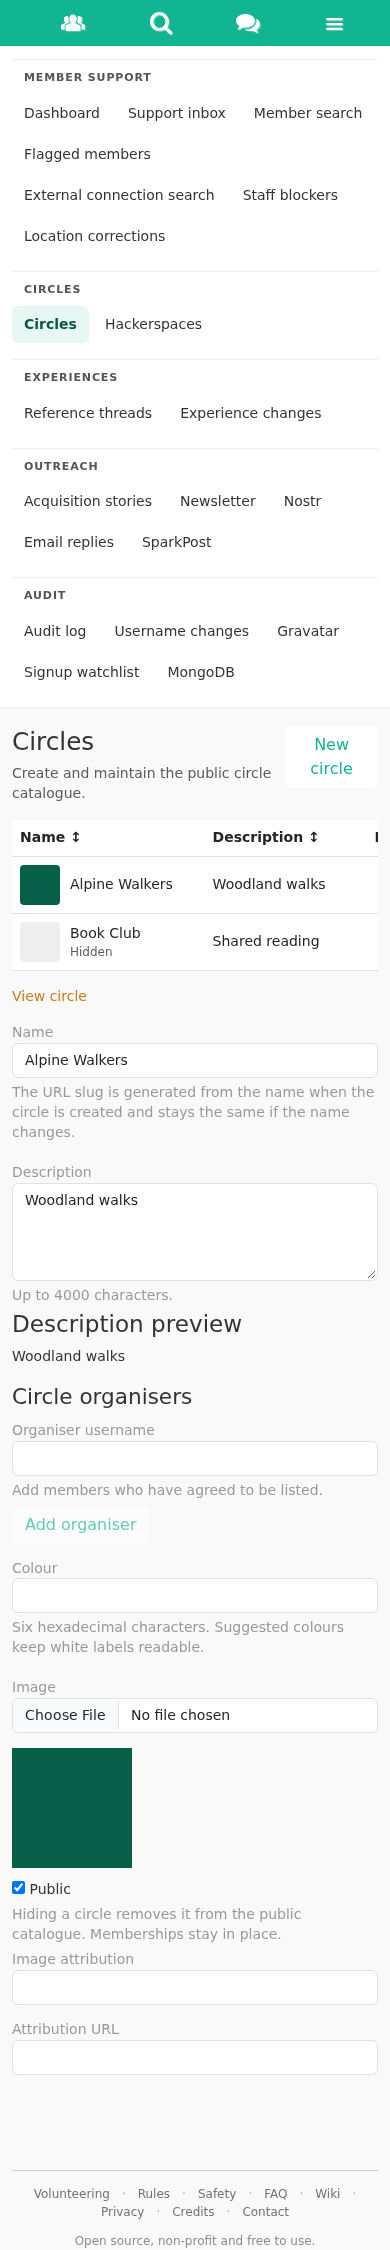 MEMBER SUPPORT
Dashboard Support inbox Member search
Flagged members
External connection search Staff blockers
Location corrections
CIRCLES
Circles Hackerspaces
EXPERIENCES
Reference threads Experience changes
OUTREACH
Acquisition stories Newsletter Nostr
Email replies SparkPost
AUDIT
Audit log Username changes Gravatar
Signup watchlist MongoDB
Circles
New circle
Create and maintain the public circle
catalogue.
Name ↕ Description ↕
Alpine Walkers Woodland walks
Book Club
Hidden
Shared reading
View circle
Name
Alpine Walkers
The URL slug is generated from the name when the
circle is created and stays the same if the name
changes.
Description
Woodland walks
Up to 4000 characters.
Description preview
Woodland walks
Circle organisers
Organiser username
Add members who have agreed to be listed.
Add organiser
Colour
Six hexadecimal characters. Suggested colours
keep white labels readable.
Image
Choose File No file chosen
Public
Hiding a circle removes it from the public
catalogue. Memberships stay in place.
Image attribution
Attribution URL
Volunteering · Rules · Safety · FAQ · Wiki ·
Privacy · Credits · Contact
Open source, non-profit and free to use.